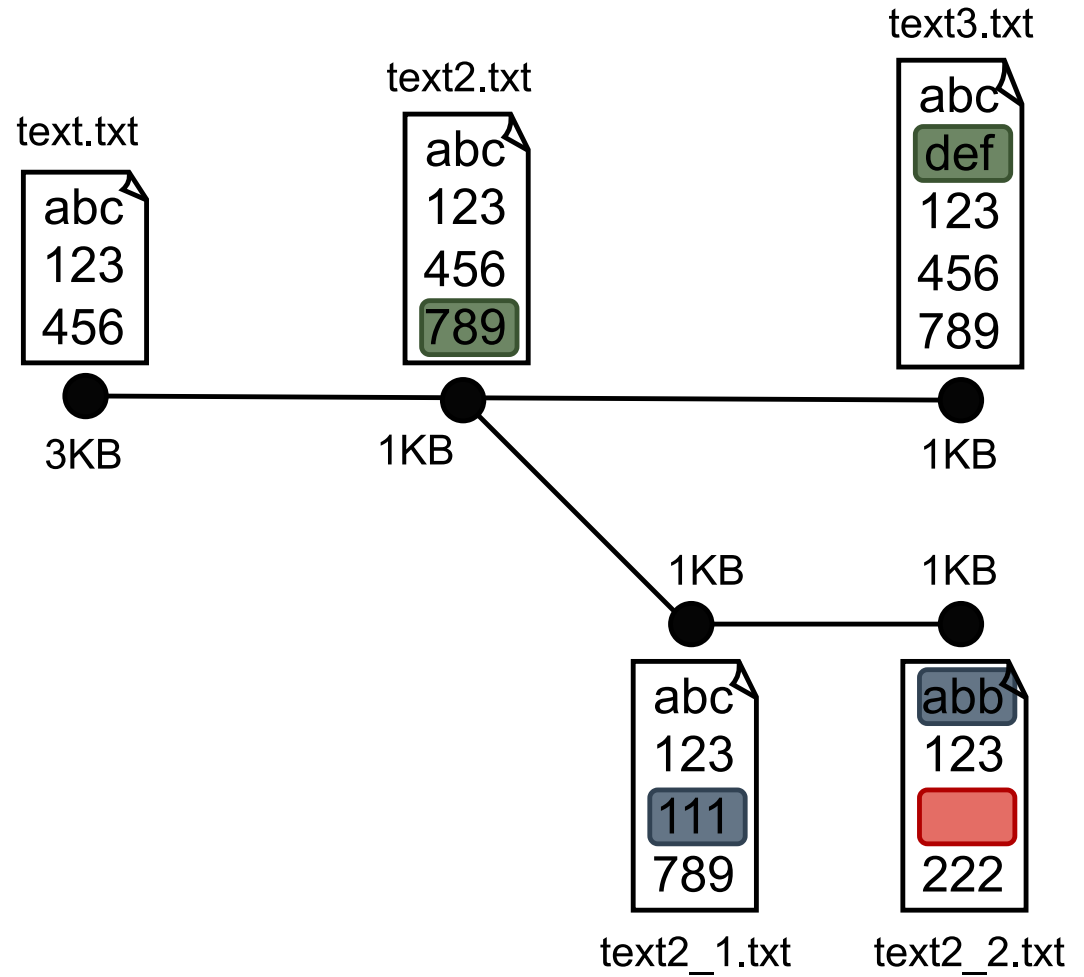 text.txt
abc
123
456
3KB
text2.txt
abc
123
456
789
1KB
text3.txt
abc
def
123
456
789
1KB
1KB
abc
123
111
789
text2_1.txt
1KB
abb
123
222
text2_2.txt